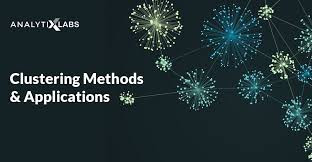 ANALYTIXLABS
Clustering Methods
& Applications